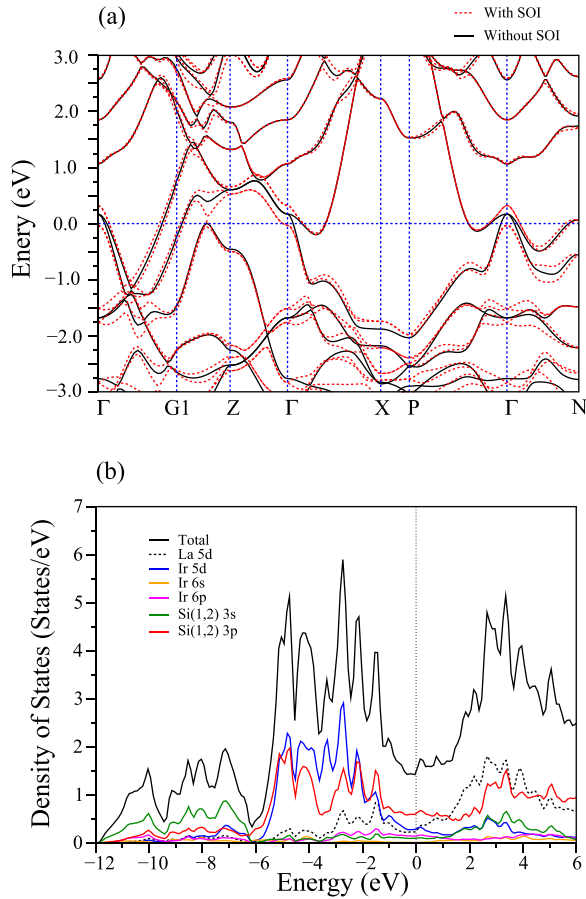 (a)
With SOI
Without SOI
3.0
2.0
1.0
0.0
−1.0
−2.0
−3.0
Enery (eV)
Γ G1 Z Γ X P Γ N
(b)
7
6
5
4
3
2
1
0
Density of States (States/eV)
Total
La 5d
Ir 5d
Ir 6s
Ir 6p
Si(1,2) 3s
Si(1,2) 3p
−12 −10 −8 −6 −4 −2 0 2 4 6
Energy (eV)